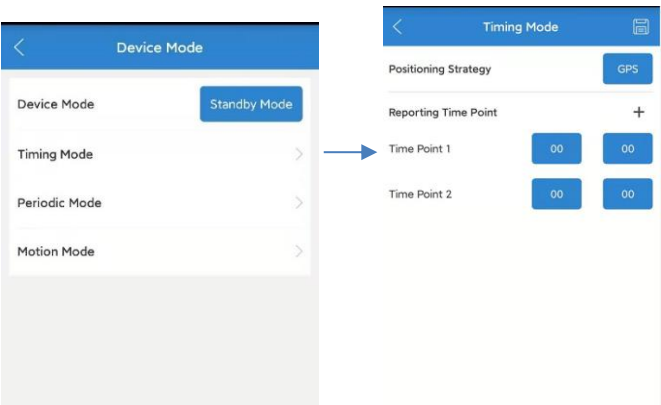 Device Mode
Device Mode Standby Mode
Timing Mode
Periodic Mode
Motion Mode
Timing Mode
Positioning Strategy GPS
Reporting Time Point +
Time Point 1 00 00
Time Point 2 00 00